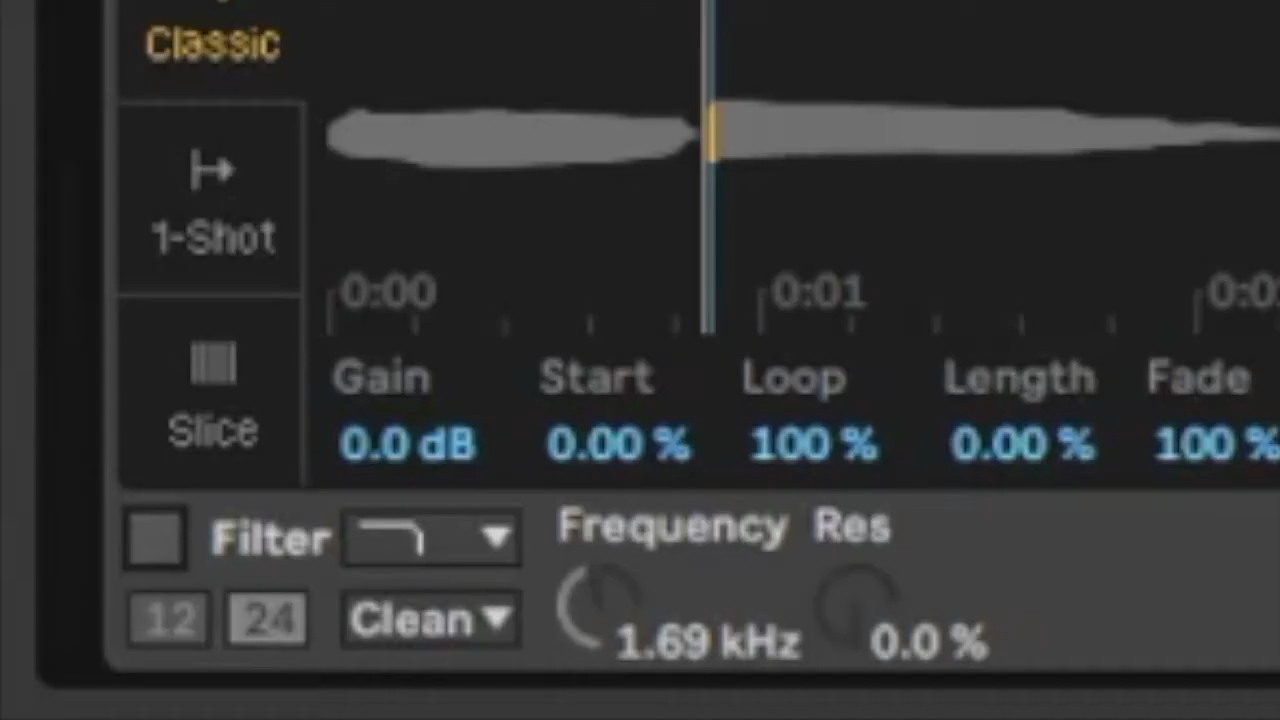 Classic
1-Shot
0:00 0:01
Gain Start Loop Length Fade
Slice
0.0 dB 0.00 % 100 % 0.00 % 100 %
Filter Frequency Res
12 24 Clean 1.69 kHz 0.0 %